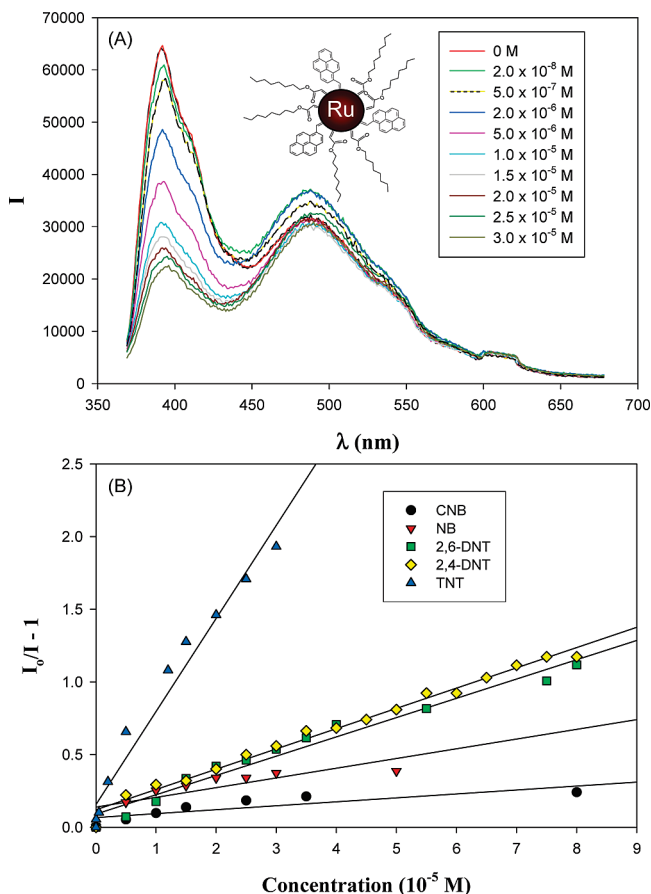 (A)
70000
60000
50000
40000
30000
20000
10000
0
I
350 400 450 500 550 600 650 700
λ (nm)
Ru
0 M
2.0 x 10⁻⁸ M
5.0 x 10⁻⁷ M
2.0 x 10⁻⁶ M
5.0 x 10⁻⁶ M
1.0 x 10⁻⁵ M
1.5 x 10⁻⁵ M
2.0 x 10⁻⁵ M
2.5 x 10⁻⁵ M
3.0 x 10⁻⁵ M
(B)
2.5
2.0
1.5
1.0
0.5
0.0
I₀/I - 1
CNB
NB
2,6-DNT
2,4-DNT
TNT
0 1 2 3 4 5 6 7 8 9
Concentration (10⁻⁵ M)